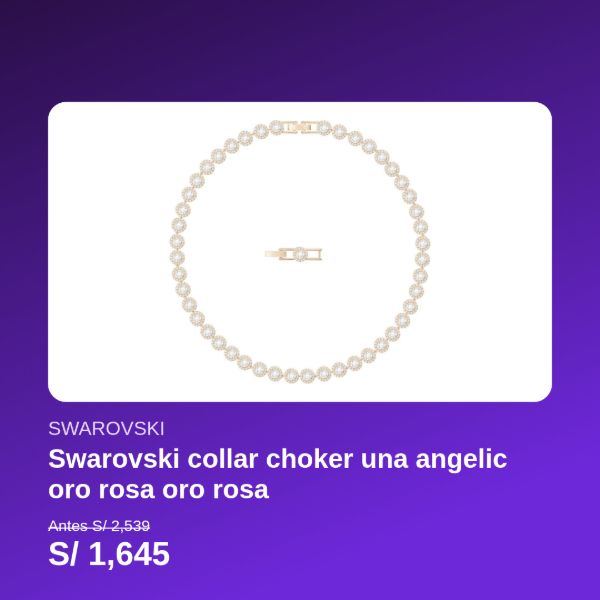 SWAROVSKI
Swarovski collar choker una angelic
oro rosa oro rosa
Antes S/ 2,539
S/ 1,645